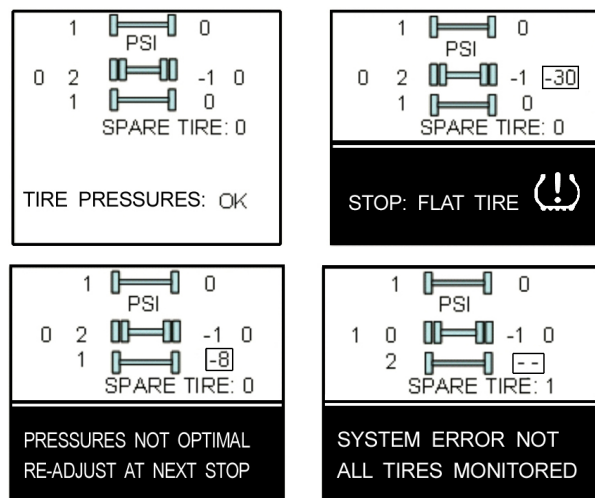 1 0
PSI
0 2 -1 0
1 0
SPARE TIRE: 0
TIRE PRESSURES: OK
1 0
PSI
0 2 -1 -30
1 0
SPARE TIRE: 0
STOP: FLAT TIRE
1 0
PSI
0 2 -1 0
1 -8
SPARE TIRE: 0
PRESSURES NOT OPTIMAL
RE-ADJUST AT NEXT STOP
1 0
PSI
1 0 -1 0
2 --
SPARE TIRE: 1
SYSTEM ERROR NOT
ALL TIRES MONITORED